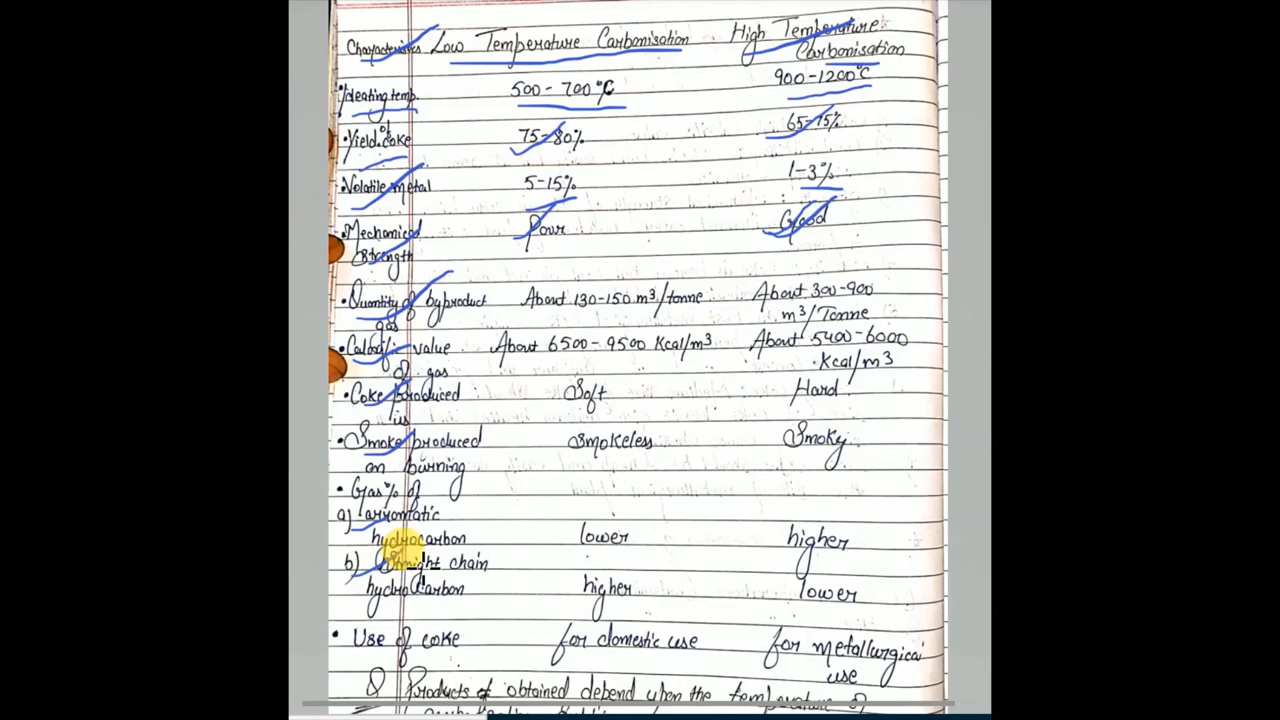 Characteristics Low Temperature Carbonisation High Temperature
Carbonisation
• Heating temp. 500 - 700 °C 900 - 1200 °C
• Yield of coke 75 - 80% 65 - 75%
• Volatile metal 5 - 15% 1 - 3%
• Mechanical Pour Good
Strength
• Quantity of byproduct About 130-150 m3/tonne About 300-900
gas m3/Tonne
• Calorific value About 6500 - 9500 Kcal/m3 About 5400-6000
of gas Kcal/m3
• Coke produced Soft Hard
is
• Smoke produced Smokeless Smoky
on burning
• Gas% of
a) arromatic
hydrocarbon lower higher
b) Straight chain
hydrocarbon higher lower
• Use of coke for domestic use for metallurgical
use
Q Products obtained depend upon the temperature of